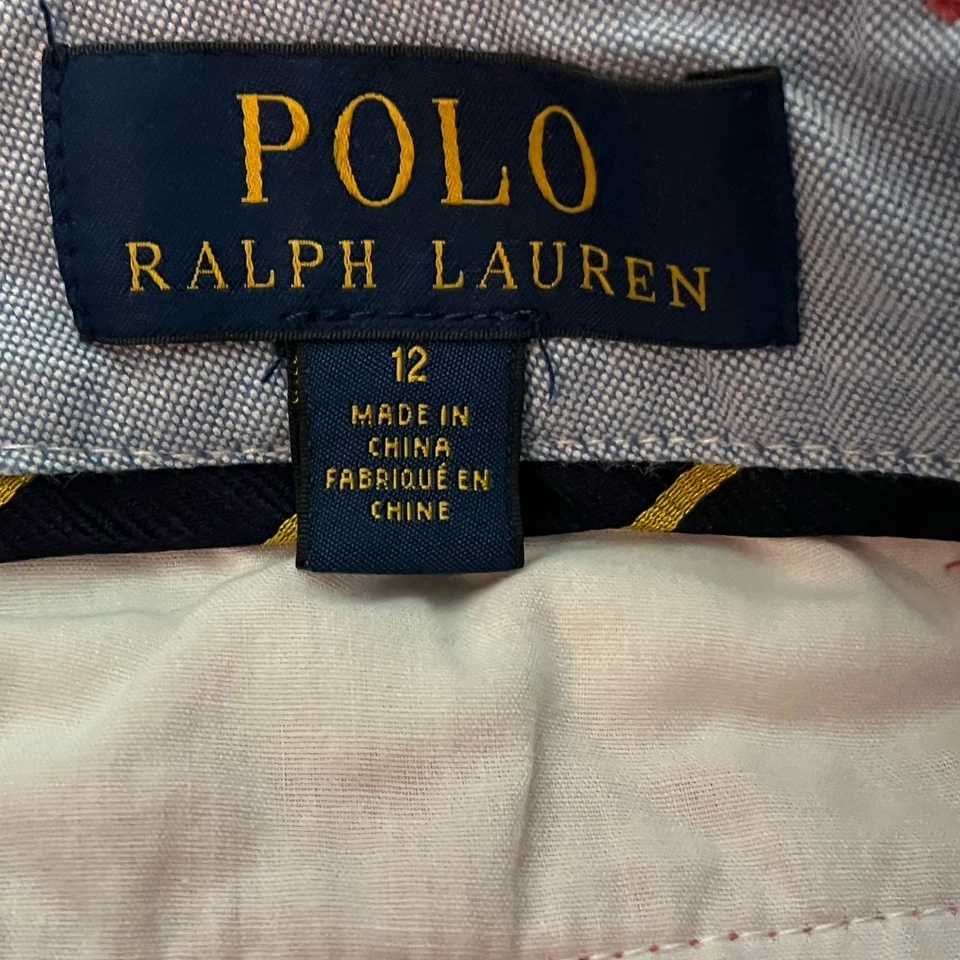 POLO
RALPH LAUREN
12
MADE IN
CHINA
FABRIQUÉ EN
CHINE